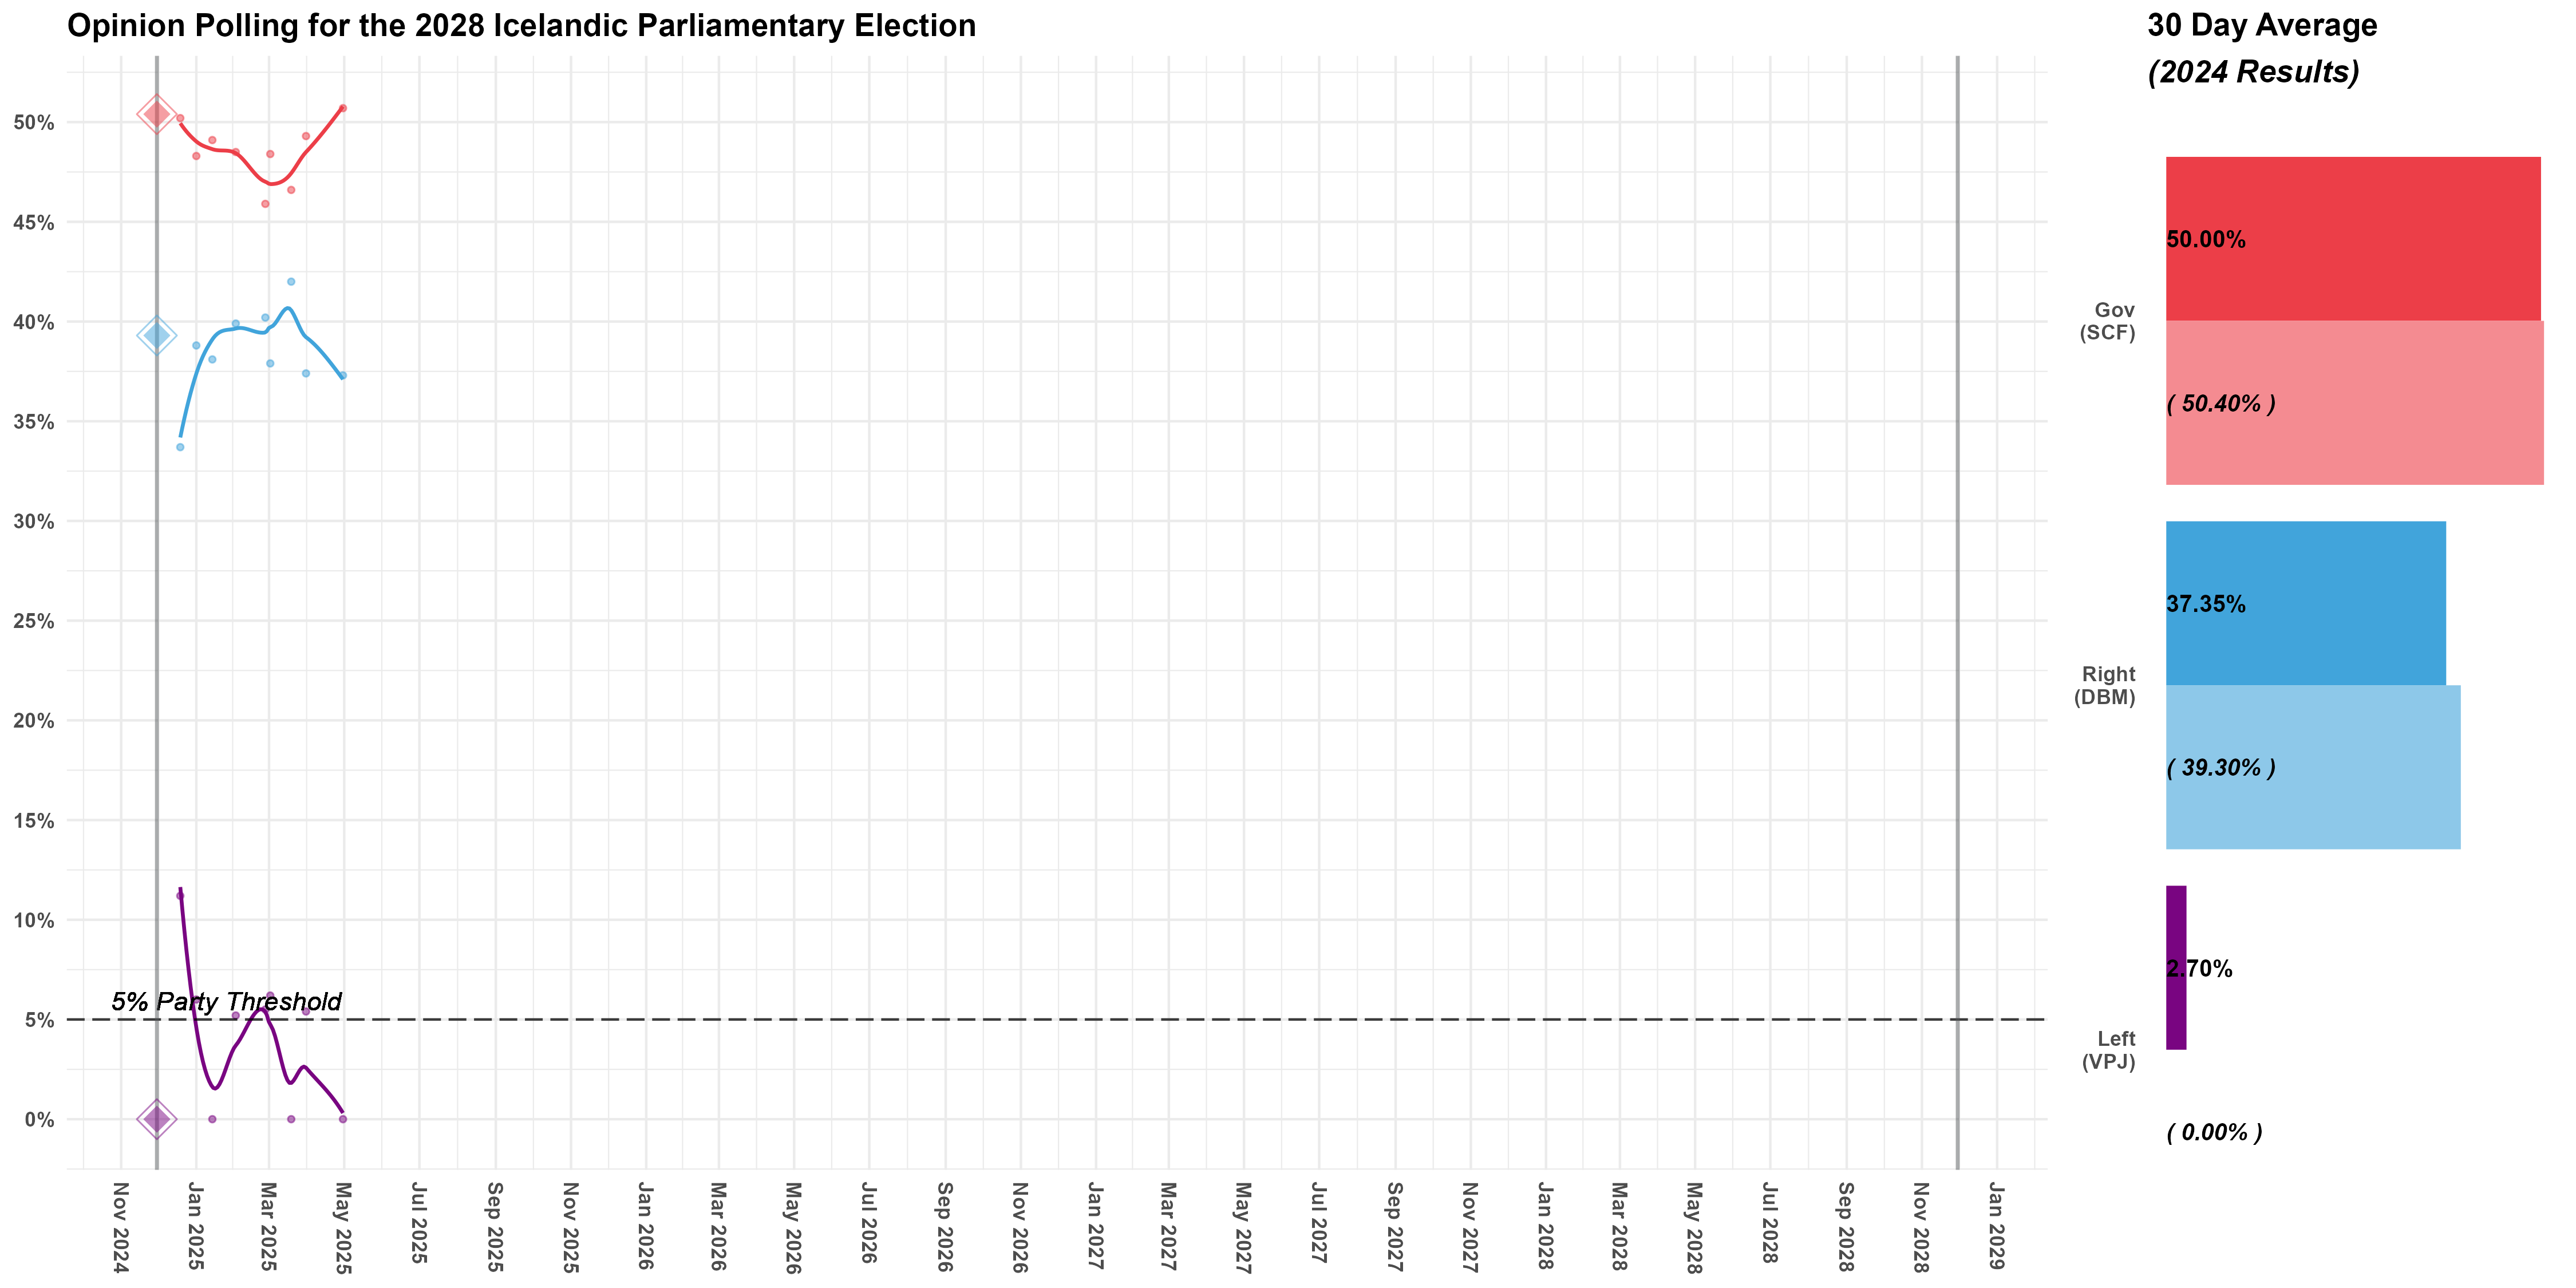 Opinion Polling for the 2028 Icelandic Parliamentary Election
30 Day Average
(2024 Results)
50%
45%
40%
35%
30%
25%
20%
15%
10%
5%
0%
5% Party Threshold
Nov 2024
Jan 2025
Mar 2025
May 2025
Jul 2025
Sep 2025
Nov 2025
Jan 2026
Mar 2026
May 2026
Jul 2026
Sep 2026
Nov 2026
Jan 2027
Mar 2027
May 2027
Jul 2027
Sep 2027
Nov 2027
Jan 2028
Mar 2028
May 2028
Jul 2028
Sep 2028
Nov 2028
Jan 2029
Gov
(SCF)
50.00%
( 50.40% )
Right
(DBM)
37.35%
( 39.30% )
Left
(VPJ)
2.70%
( 0.00% )